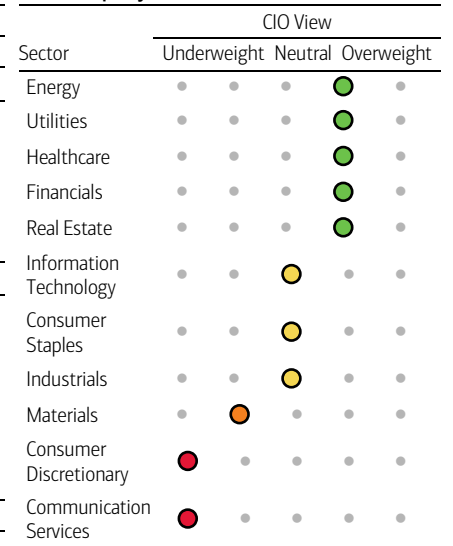 CIO View
Sector Underweight Neutral Overweight
Energy
Utilities
Healthcare
Financials
Real Estate
Information
Technology
Consumer
Staples
Industrials
Materials
Consumer
Discretionary
Communication
Services